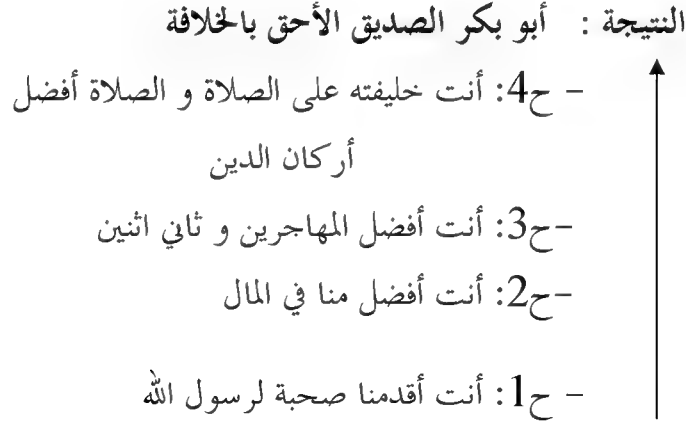 النتيجة : أبو بكر الصديق الأحق بالخلافة
- ح4: أنت خليفته على الصلاة و الصلاة أفضل
أركان الدين
-ح3: أنت أفضل المهاجرين و ثاني اثنين
-ح2: أنت أفضل منا في المال
- ح1: أنت أقدمنا صحبة لرسول الله